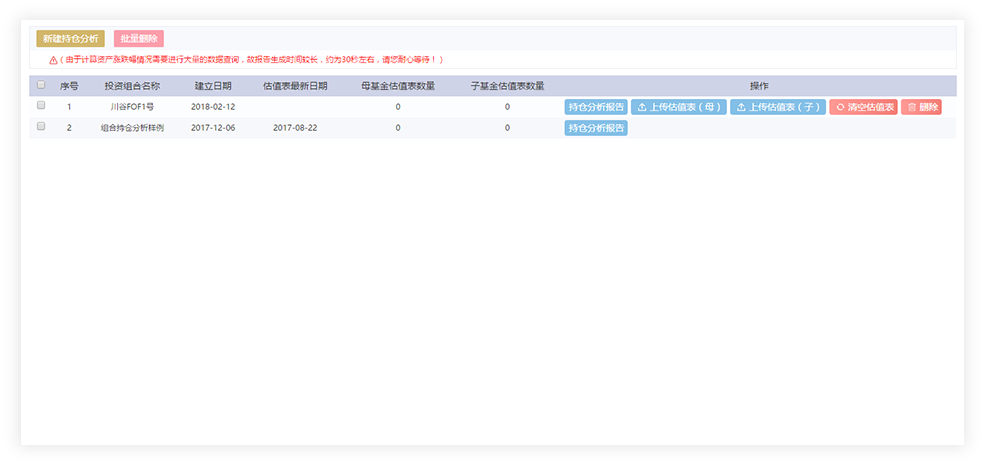 新建持仓分析 批量删除
( 由于计算资产涨跌幅情况需要进行大量的数据查询，故报告生成时间较长，约为30秒左右，请您耐心等待！ )
序号 投资组合名称 建立日期 估值表最新日期 母基金估值表数量 子基金估值表数量 操作
1 川谷FOF1号 2018-02-12 0 0 持仓分析报告 上传估值表 ( 母 ) 上传估值表 ( 子 ) 清空估值表 删除
2 组合持仓分析样例 2017-12-06 2017-08-22 0 0 持仓分析报告